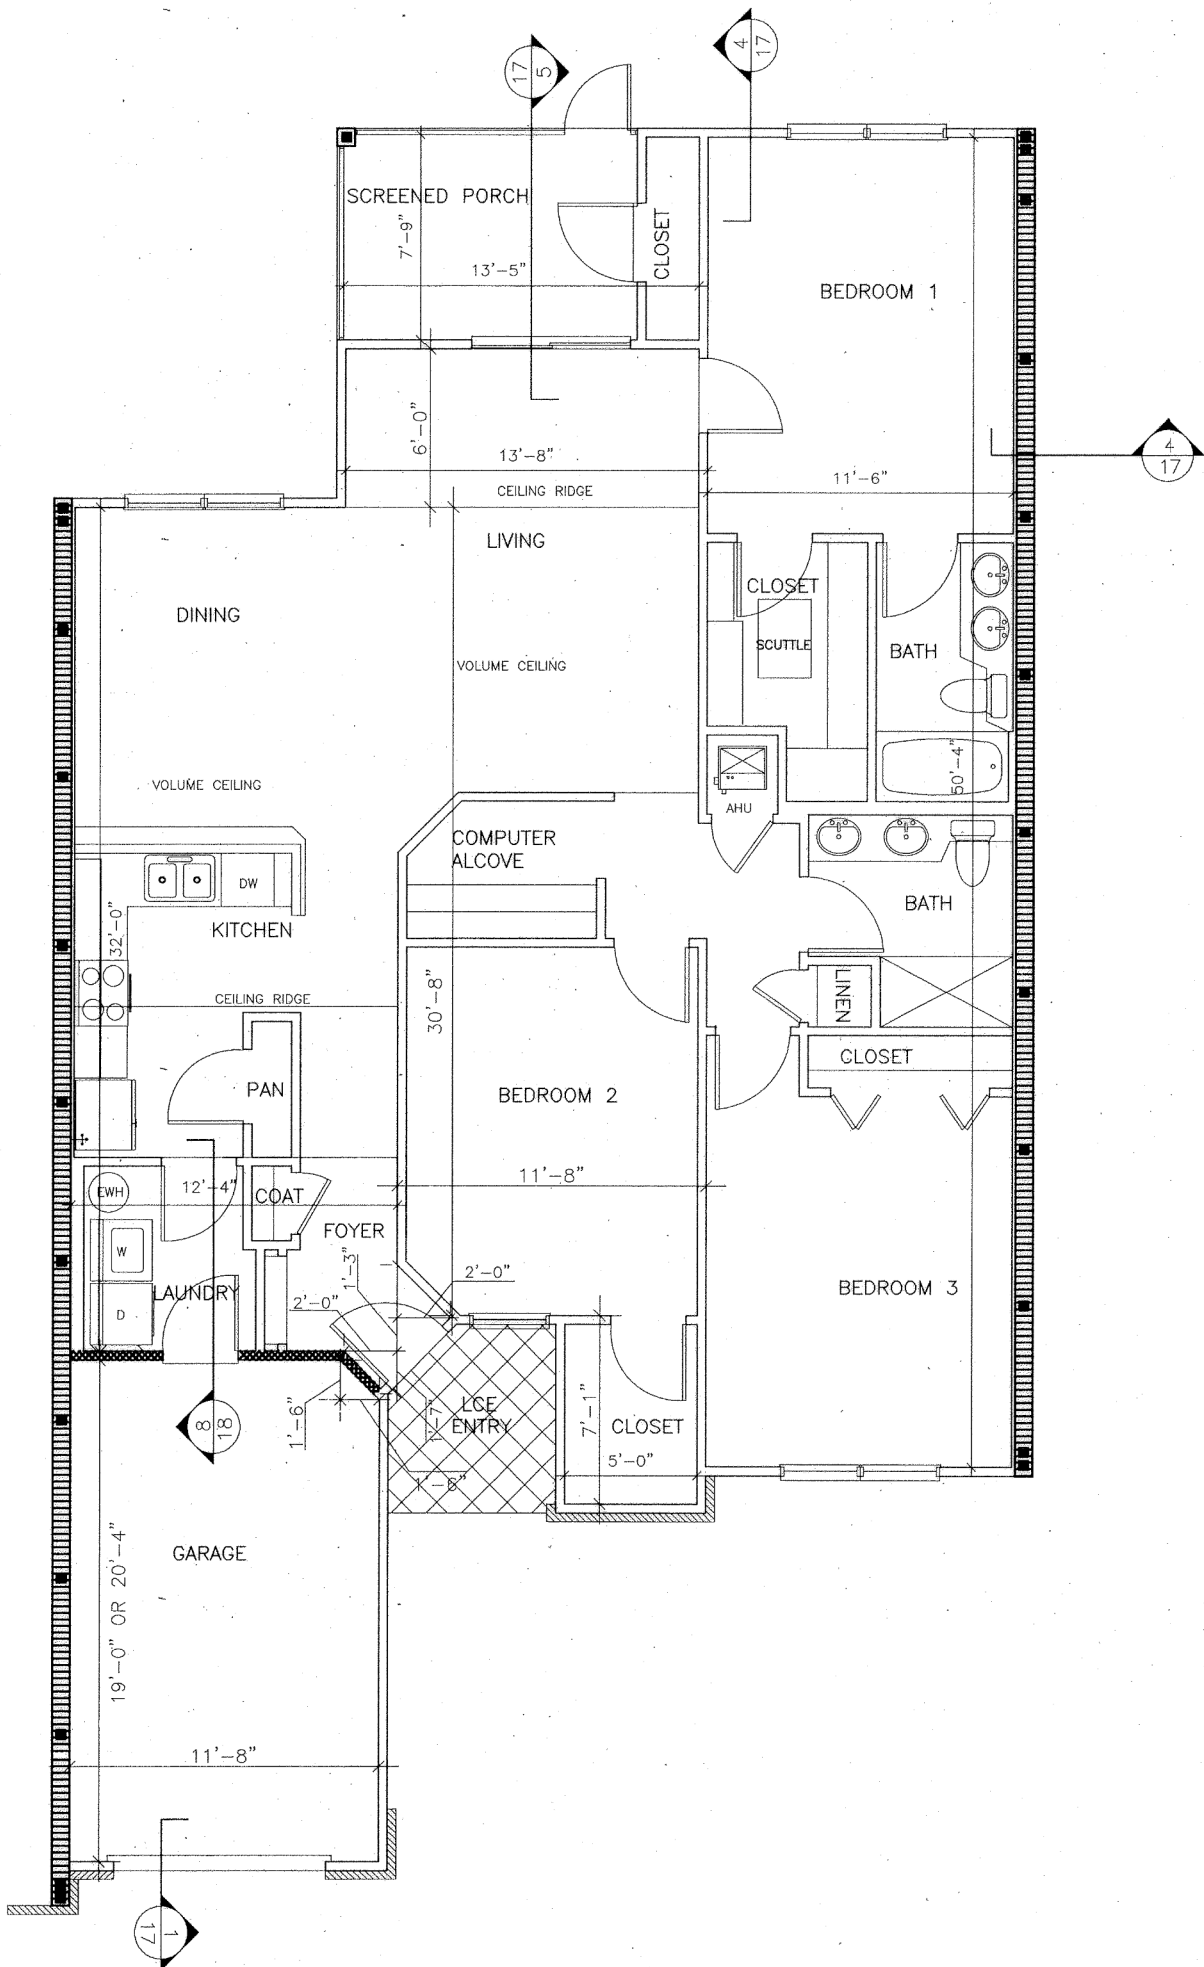 4
17
17
5
SCREENED PORCH
7'-9"
13'-5"
CLOSET
BEDROOM 1
4
17
6'-0"
13'-8"
CEILING RIDGE
11'-6"
LIVING
DINING
CLOSET
SCUTTLE
BATH
VOLUME CEILING
VOLUME CEILING
50'-4"
AHU
COMPUTER
ALCOVE
DW
KITCHEN
32'-0"
BATH
LINEN
CEILING RIDGE
30'-8"
CLOSET
PAN
BEDROOM 2
11'-8"
EWH
12'-4"
COAT
FOYER
W
LAUNDRY
D
1'-3"
2'-0"
2'-0"
BEDROOM 3
LCE
ENTRY
1'-7"
1'-6"
1'-6"
7'-1"
CLOSET
5'-0"
8
18
GARAGE
19'-0" OR 20'-4"
11'-8"
1
17